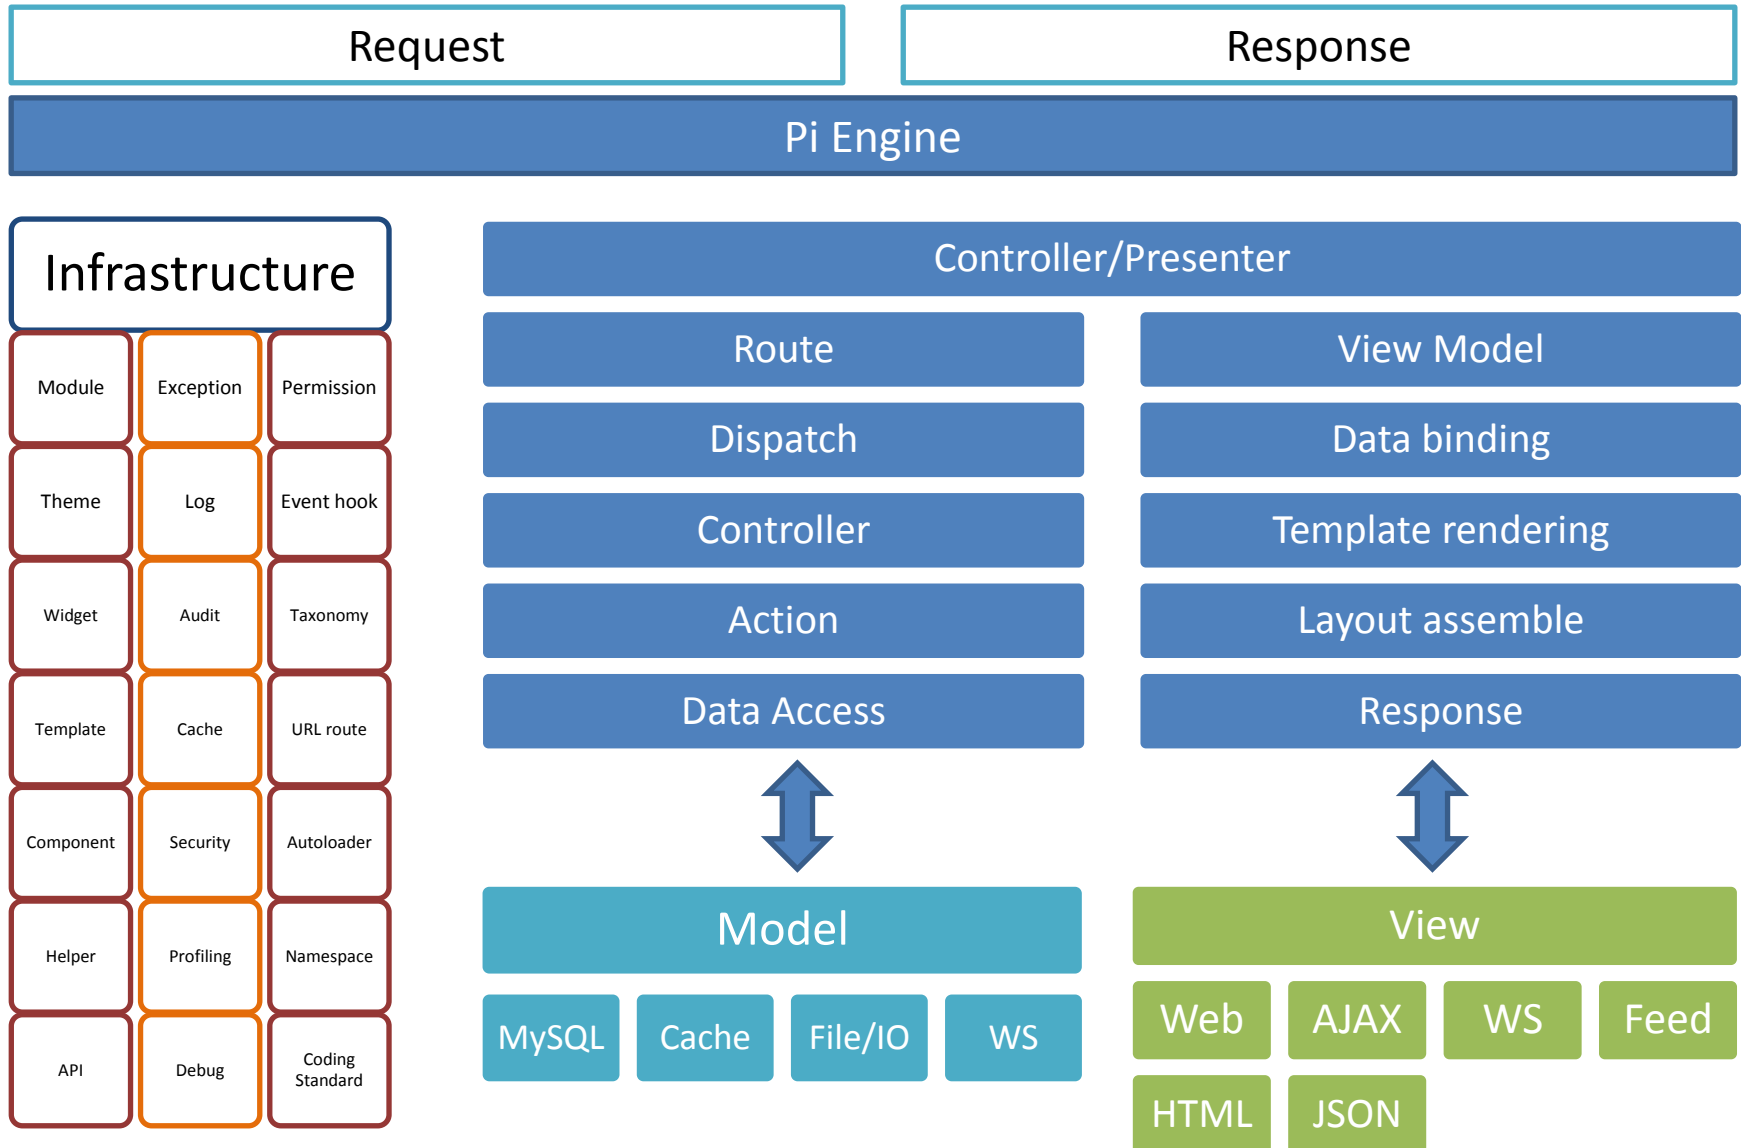 Request
Response
Pi Engine
Infrastructure
Module
Exception
Permission
Theme
Log
Event hook
Widget
Audit
Taxonomy
Template
Cache
URL route
Component
Security
Autoloader
Helper
Profiling
Namespace
API
Debug
Coding
Standard
Controller/Presenter
Route
Dispatch
Controller
Action
Data Access
View Model
Data binding
Template rendering
Layout assemble
Response
Model
MySQL
Cache
File/IO
WS
View
Web
AJAX
WS
Feed
HTML
JSON